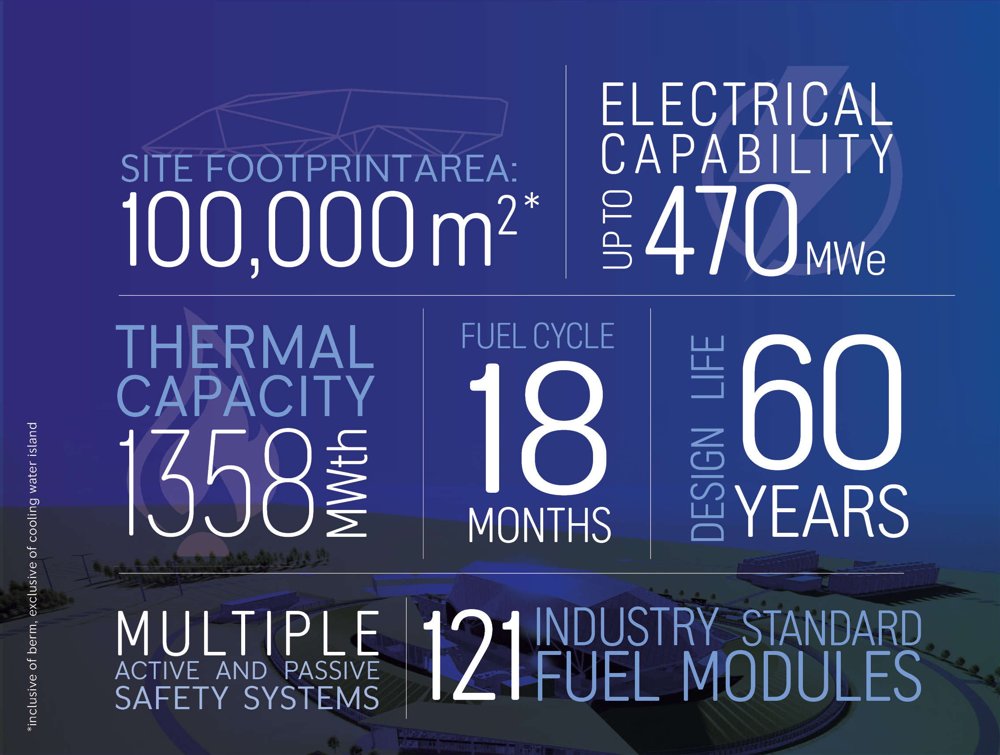 SITE FOOTPRINT AREA:
100,000 m²*
ELECTRICAL
CAPABILITY
UP TO 470 MWe
THERMAL
CAPACITY
1358 MWth
FUEL CYCLE
18
MONTHS
DESIGN LIFE
60
YEARS
MULTIPLE
ACTIVE AND PASSIVE
SAFETY SYSTEMS
121 INDUSTRY STANDARD
FUEL MODULES
*inclusive of berm, exclusive of cooling water island